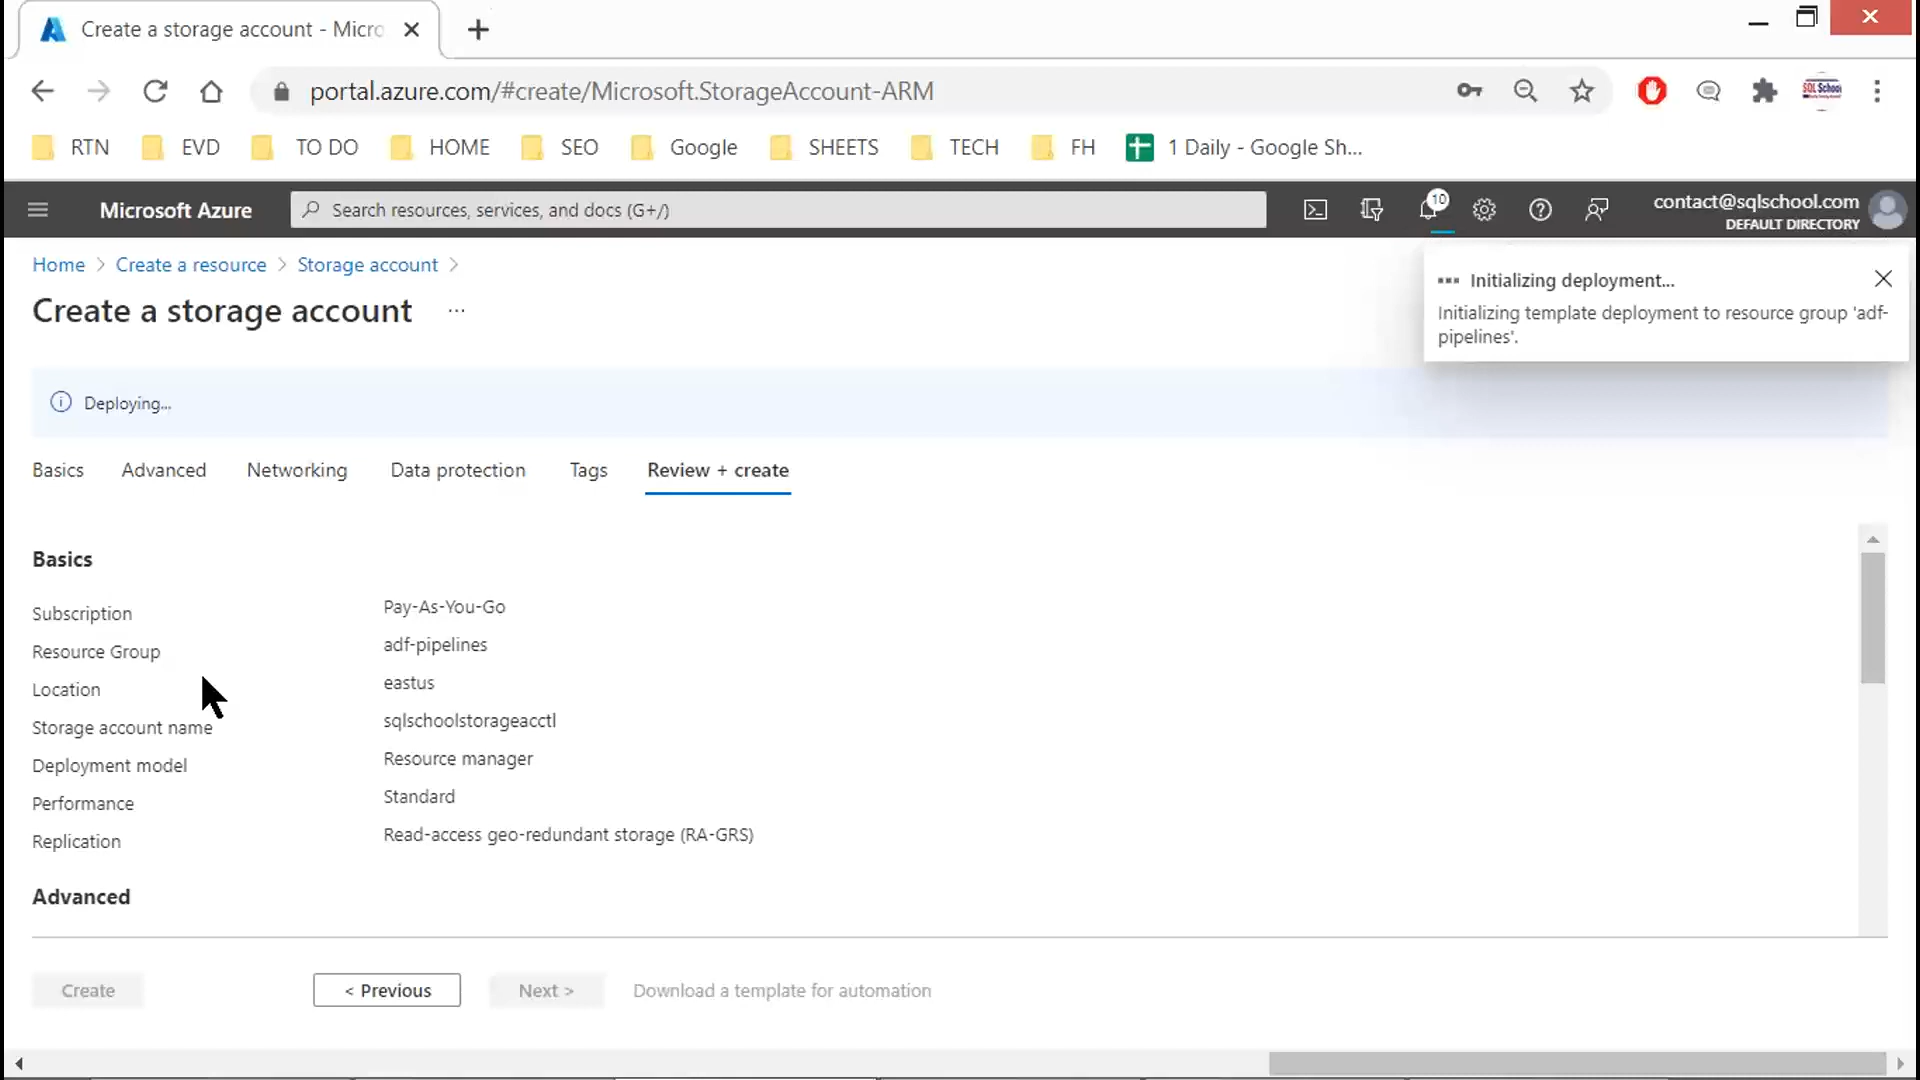 Create a storage account - Micro
portal.azure.com/#create/Microsoft.StorageAccount-ARM
SQL School
RTN EVD TO DO HOME SEO Google SHEETS TECH FH 1 Daily - Google Sh...
Microsoft Azure
Search resources, services, and docs (G+/)
10
contact@sqlschool.com
DEFAULT DIRECTORY
Home > Create a resource > Storage account >
Create a storage account ...
Initializing deployment...
Initializing template deployment to resource group 'adf-
pipelines'.
Deploying...
Basics Advanced Networking Data protection Tags Review + create
Basics
Subscription Pay-As-You-Go
Resource Group adf-pipelines
Location eastus
Storage account name sqlschoolstorageacctl
Deployment model Resource manager
Performance Standard
Replication Read-access geo-redundant storage (RA-GRS)
Advanced
Create < Previous Next > Download a template for automation